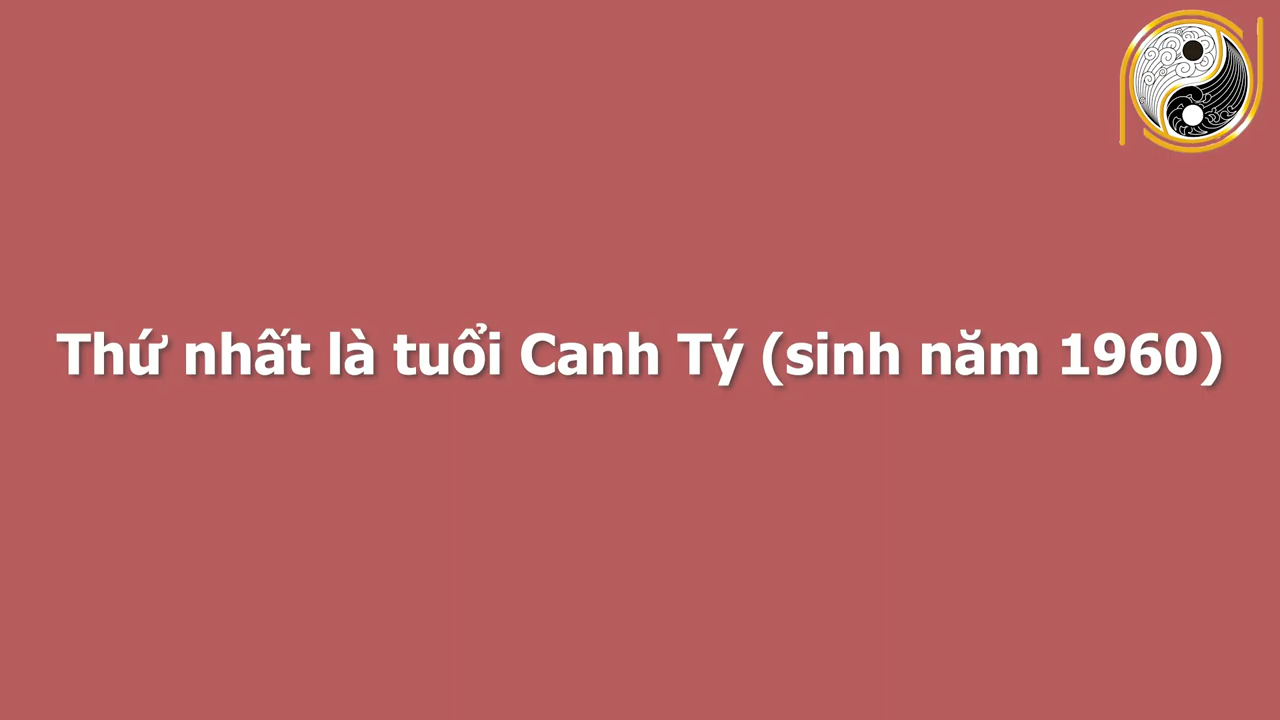 Thứ nhất là tuổi Canh Tý (sinh năm 1960)